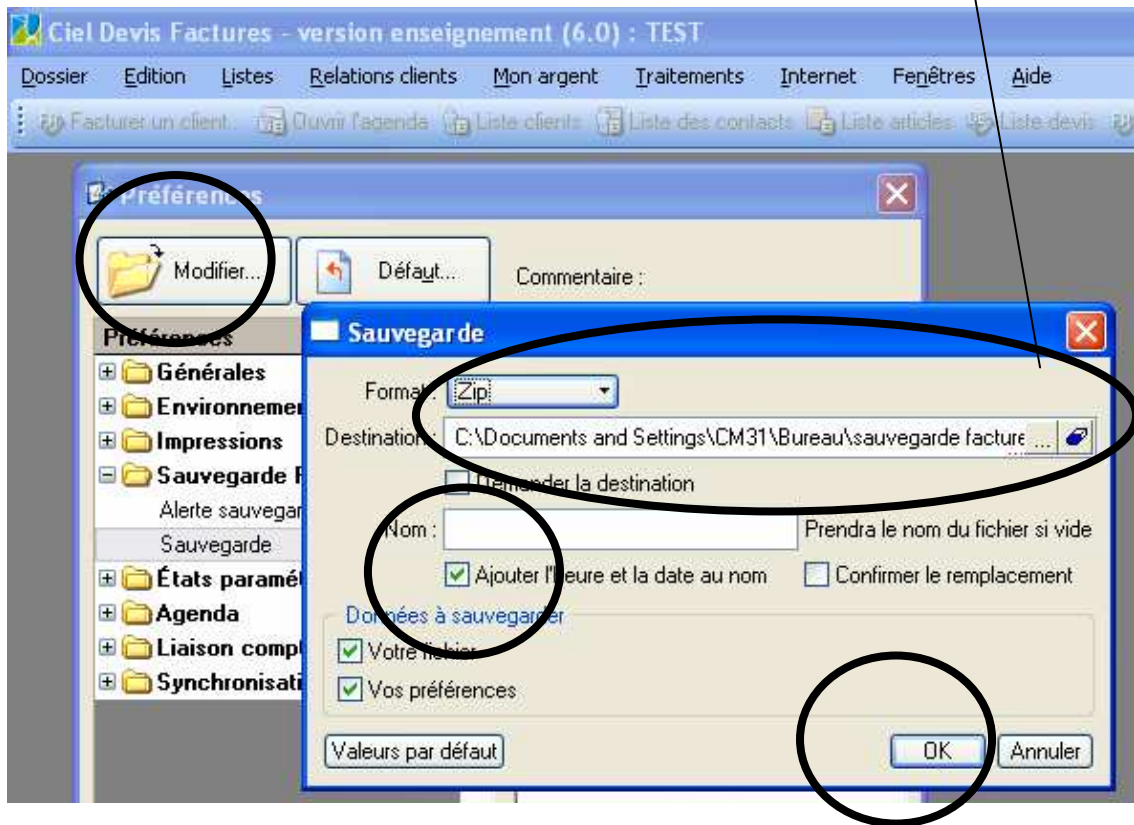 Ciel Devis Factures - version enseignement (6.0) : TEST
Dossier Edition Listes Relations clients Mon argent Traitements Internet Fenêtres Aide
Facturer un client... Ouvrir l'agenda Liste clients Liste des contacts Liste articles Liste devis
Préférences
Modifier... Défaut... Commentaire :
Préférences
Générales
Environnemen
Impressions
Sauvegarde F
Alerte sauvegar
Sauvegarde
États paramét
Agenda
Liaison compt
Synchronisati
Sauvegarde
Format : Zip
Destination : C:\Documents and Settings\CM31\Bureau\sauvegarde facture ...
Demander la destination
Nom : Prendra le nom du fichier si vide
Ajouter l'heure et la date au nom Confirmer le remplacement
Données à sauvegarder
Votre fichier
Vos préférences
Valeurs par défaut OK Annuler